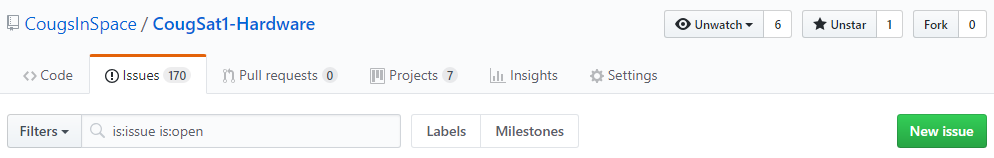 CougsInSpace / CougSat1-Hardware Unwatch 6 Unstar 1 Fork 0
Code Issues 170 Pull requests 0 Projects 7 Insights Settings
Filters is:issue is:open Labels Milestones New issue